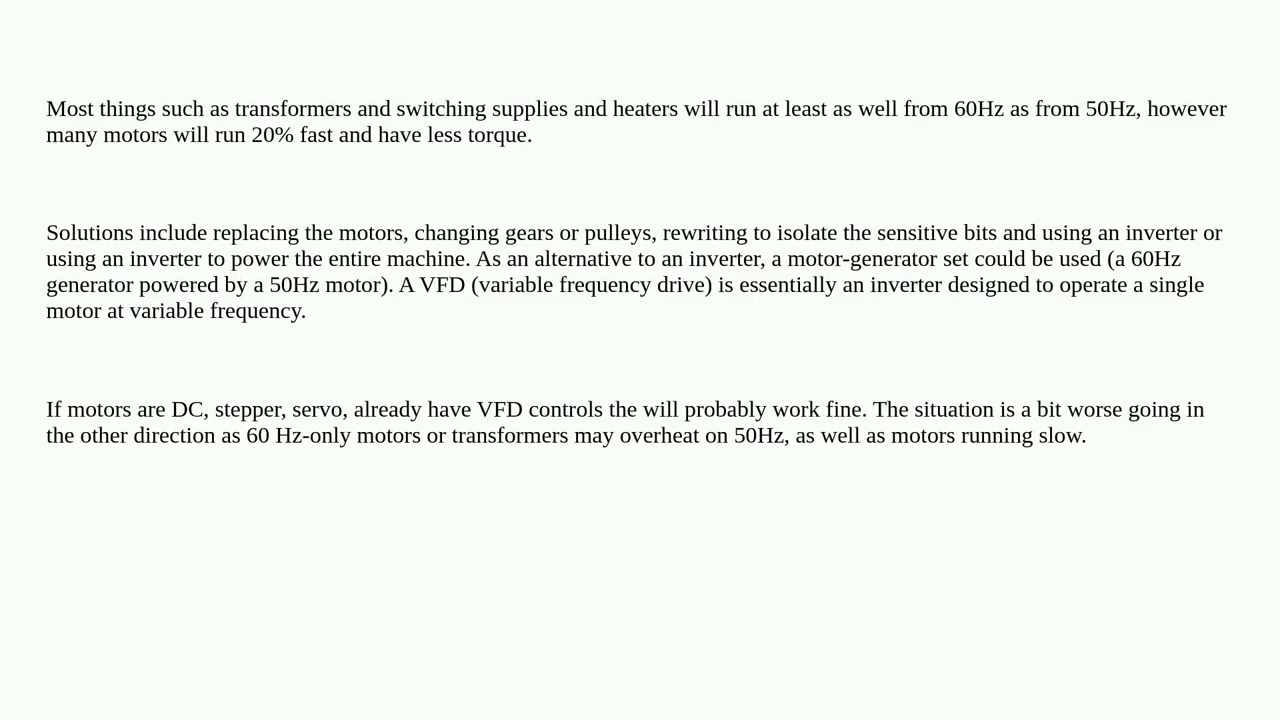 Most things such as transformers and switching supplies and heaters will run at least as well from 60Hz as from 50Hz, however
many motors will run 20% fast and have less torque.
Solutions include replacing the motors, changing gears or pulleys, rewriting to isolate the sensitive bits and using an inverter or
using an inverter to power the entire machine. As an alternative to an inverter, a motor-generator set could be used (a 60Hz
generator powered by a 50Hz motor). A VFD (variable frequency drive) is essentially an inverter designed to operate a single
motor at variable frequency.
If motors are DC, stepper, servo, already have VFD controls the will probably work fine. The situation is a bit worse going in
the other direction as 60 Hz-only motors or transformers may overheat on 50Hz, as well as motors running slow.